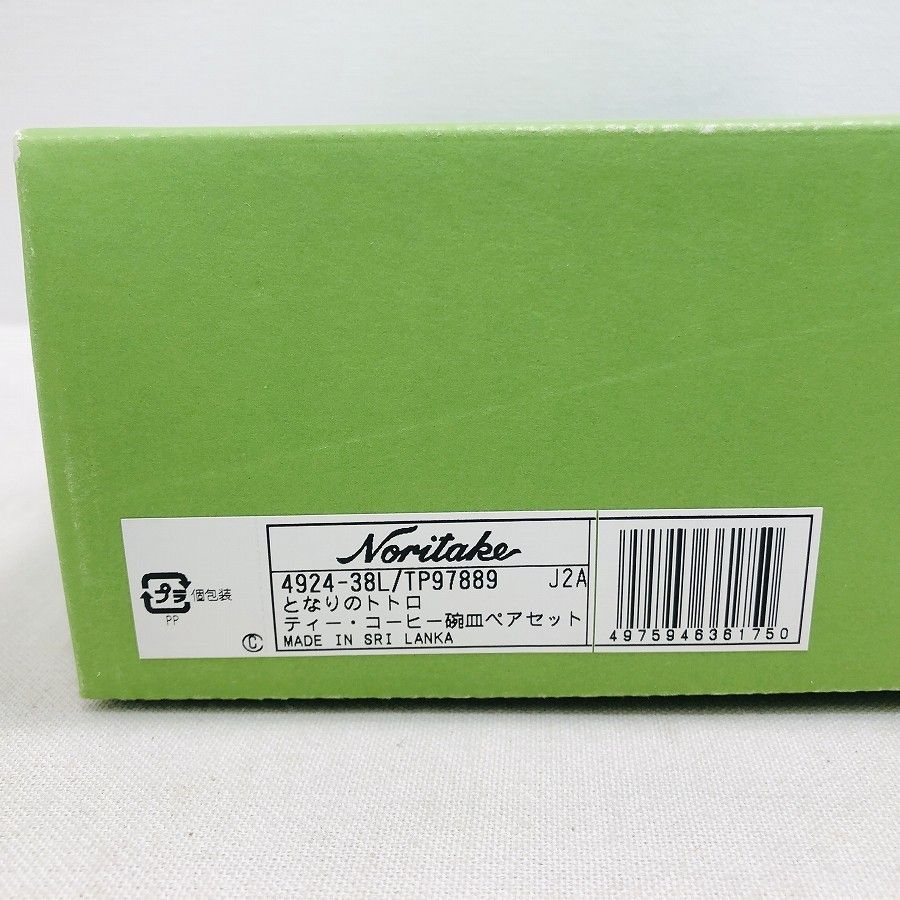 プラ 個包装
PP
©
Noritake
4924-38L/TP97889 J2A
となりのトトロ
ティー・コーヒー碗皿ペアセット
MADE IN SRI LANKA
4975946361750